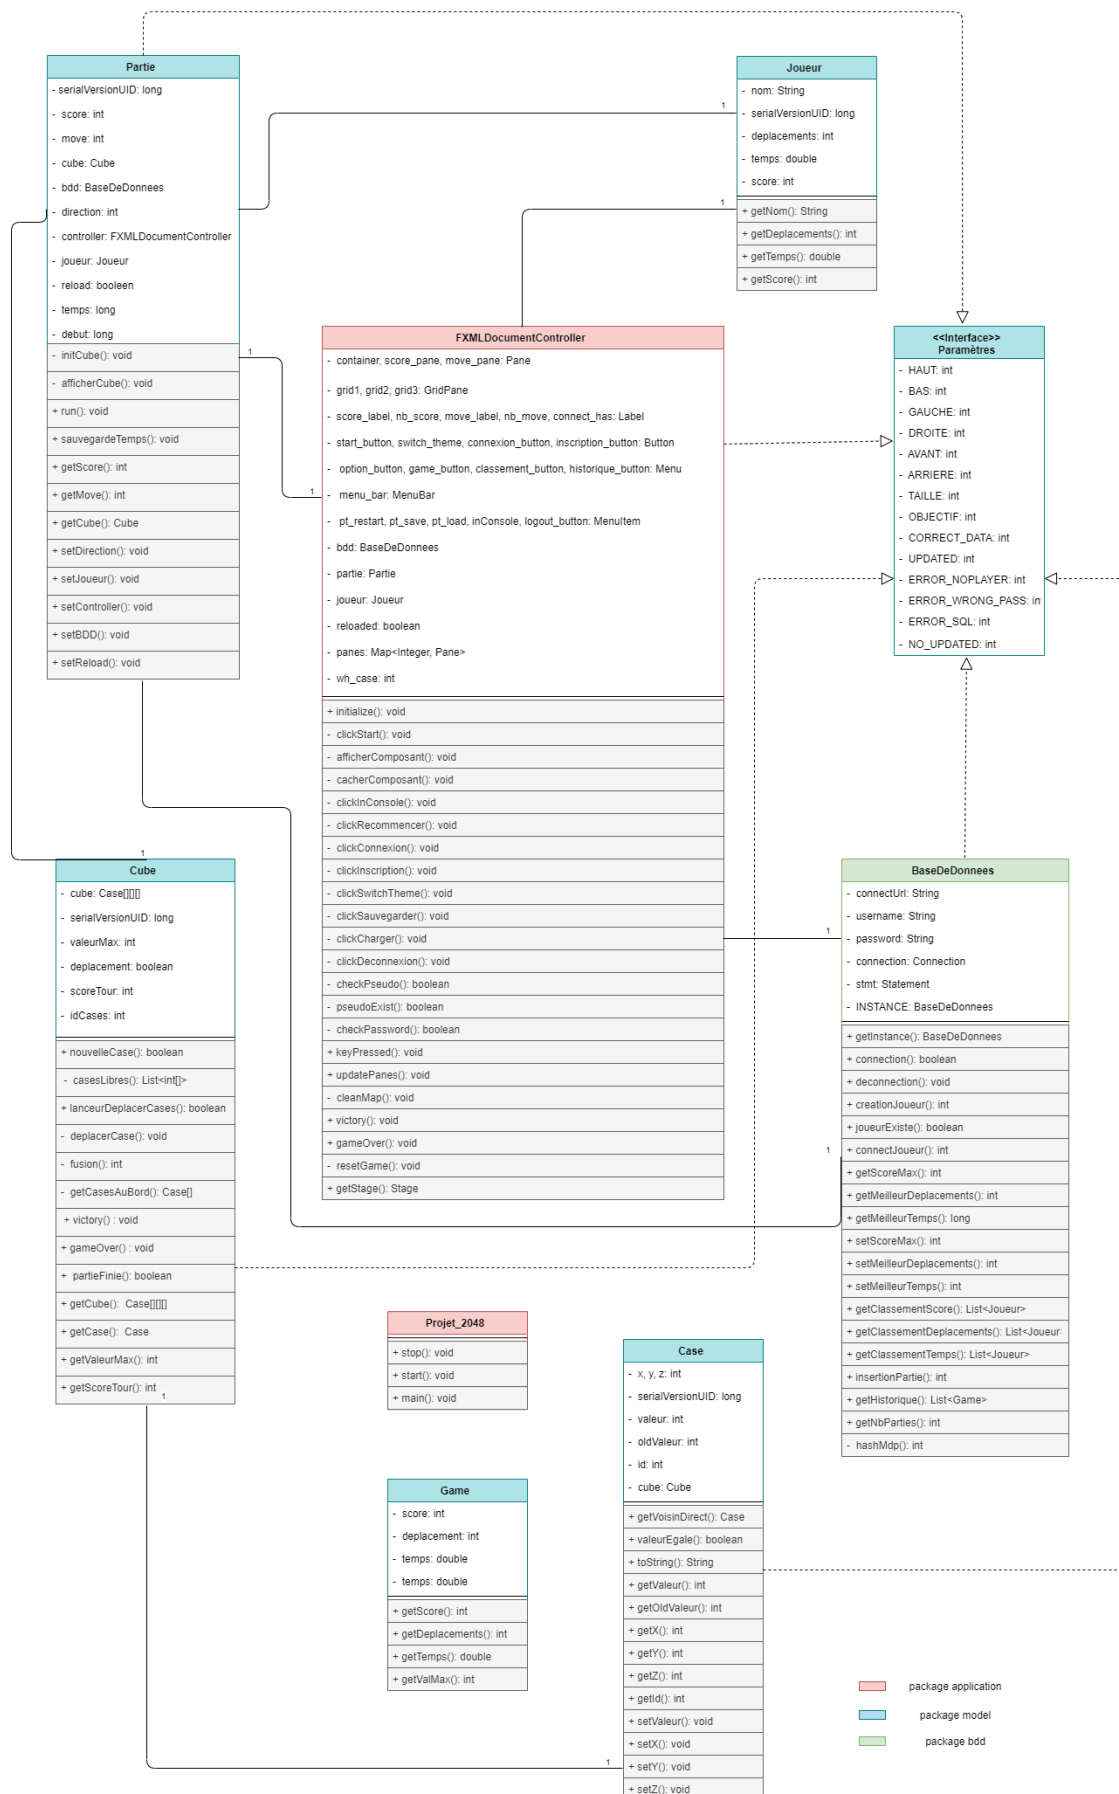 Partie
- serialVersionUID: long
- score: int
- move: int
- cube: Cube
- bdd: BaseDeDonnees
- direction: int
- controller: FXMLDocumentController
- joueur: Joueur
- reload: booleen
- temps: long
- debut: long
- initCube(): void
- afficherCube(): void
+ run(): void
+ sauvegardeTemps(): void
+ getScore(): int
+ getMove(): int
+ getCube(): Cube
+ setDirection(): void
+ setJoueur(): void
+ setController(): void
+ setBDD(): void
+ setReload(): void
1
1
1
1
Joueur
- nom: String
- serialVersionUID: long
- deplacements: int
- temps: double
- score: int
+ getNom(): String
+ getDeplacements(): int
+ getTemps(): double
+ getScore(): int
FXMLDocumentController
- container, score_pane, move_pane: Pane
- grid1, grid2, grid3: GridPane
- score_label, nb_score, move_label, nb_move, connect_has: Label
- start_button, switch_theme, connexion_button, inscription_button: Button
- option_button, game_button, classement_button, historique_button: Menu
- menu_bar: MenuBar
- pt_restart, pt_save, pt_load, inConsole, logout_button: MenuItem
- bdd: BaseDeDonnees
- partie: Partie
- joueur: Joueur
- reloaded: boolean
- panes: Map<Integer, Pane>
- wh_case: int
+ initialize(): void
- clickStart(): void
- afficherComposant(): void
- cacherComposant(): void
- clickInConsole(): void
- clickRecommencer(): void
- clickConnexion(): void
- clickInscription(): void
- clickSwitchTheme(): void
- clickSauvegarder(): void
- clickCharger(): void
- clickDeconnexion(): void
- checkPseudo(): boolean
- pseudoExist(): boolean
- checkPassword(): boolean
+ keyPressed(): void
+ updatePanes(): void
- cleanMap(): void
+ victory(): void
+ gameOver(): void
- resetGame(): void
+ getStage(): Stage
<<Interface>>
Paramètres
- HAUT: int
- BAS: int
- GAUCHE: int
- DROITE: int
- AVANT: int
- ARRIERE: int
- TAILLE: int
- OBJECTIF: int
- CORRECT_DATA: int
- UPDATED: int
- ERROR_NOPLAYER: int
- ERROR_WRONG_PASS: int
- ERROR_SQL: int
- NO_UPDATED: int
1
Cube
- cube: Case[][][]
- serialVersionUID: long
- valeurMax: int
- deplacement: boolean
- scoreTour: int
- idCases: int
+ nouvelleCase(): boolean
- casesLibres(): List<int[]>
+ lanceurDeplacerCases(): boolean
- deplacerCase(): void
- fusion(): int
- getCasesAuBord(): Case[]
+ victory() : void
+ gameOver() : void
+ partieFinie(): boolean
+ getCube(): Case[][][]
+ getCase(): Case
+ getValeurMax(): int
+ getScoreTour(): int
1
1
1
BaseDeDonnees
- connectUrl: String
- username: String
- password: String
- connection: Connection
- stmt: Statement
- INSTANCE: BaseDeDonnees
+ getInstance(): BaseDeDonnees
+ connection(): boolean
+ deconnection(): void
+ creationJoueur(): int
+ joueurExiste(): boolean
+ connectJoueur(): int
+ getScoreMax(): int
+ getMeilleurDeplacements(): int
+ getMeilleurTemps(): long
+ setScoreMax(): int
+ setMeilleurDeplacements(): int
+ setMeilleurTemps(): int
+ getClassementScore(): List<Joueur>
+ getClassementDeplacements(): List<Joueur
+ getClassementTemps(): List<Joueur>
+ insertionPartie(): int
+ getHistorique(): List<Game>
+ getNbParties(): int
- hashMdp(): int
Projet_2048
+ stop(): void
+ start(): void
+ main(): void
Game
- score: int
- deplacement: int
- temps: double
- temps: double
+ getScore(): int
+ getDeplacements(): int
+ getTemps(): double
+ getValMax(): int
Case
- x, y, z: int
- serialVersionUID: long
- valeur: int
- oldValeur: int
- id: int
- cube: Cube
+ getVoisinDirect(): Case
+ valeurEgale(): boolean
+ toString(): String
+ getValeur(): int
+ getOldValeur(): int
+ getX(): int
+ getY(): int
+ getZ(): int
+ getId(): int
+ setValeur(): void
+ setX(): void
+ setY(): void
+ setZ(): void
1
package application
package model
package bdd